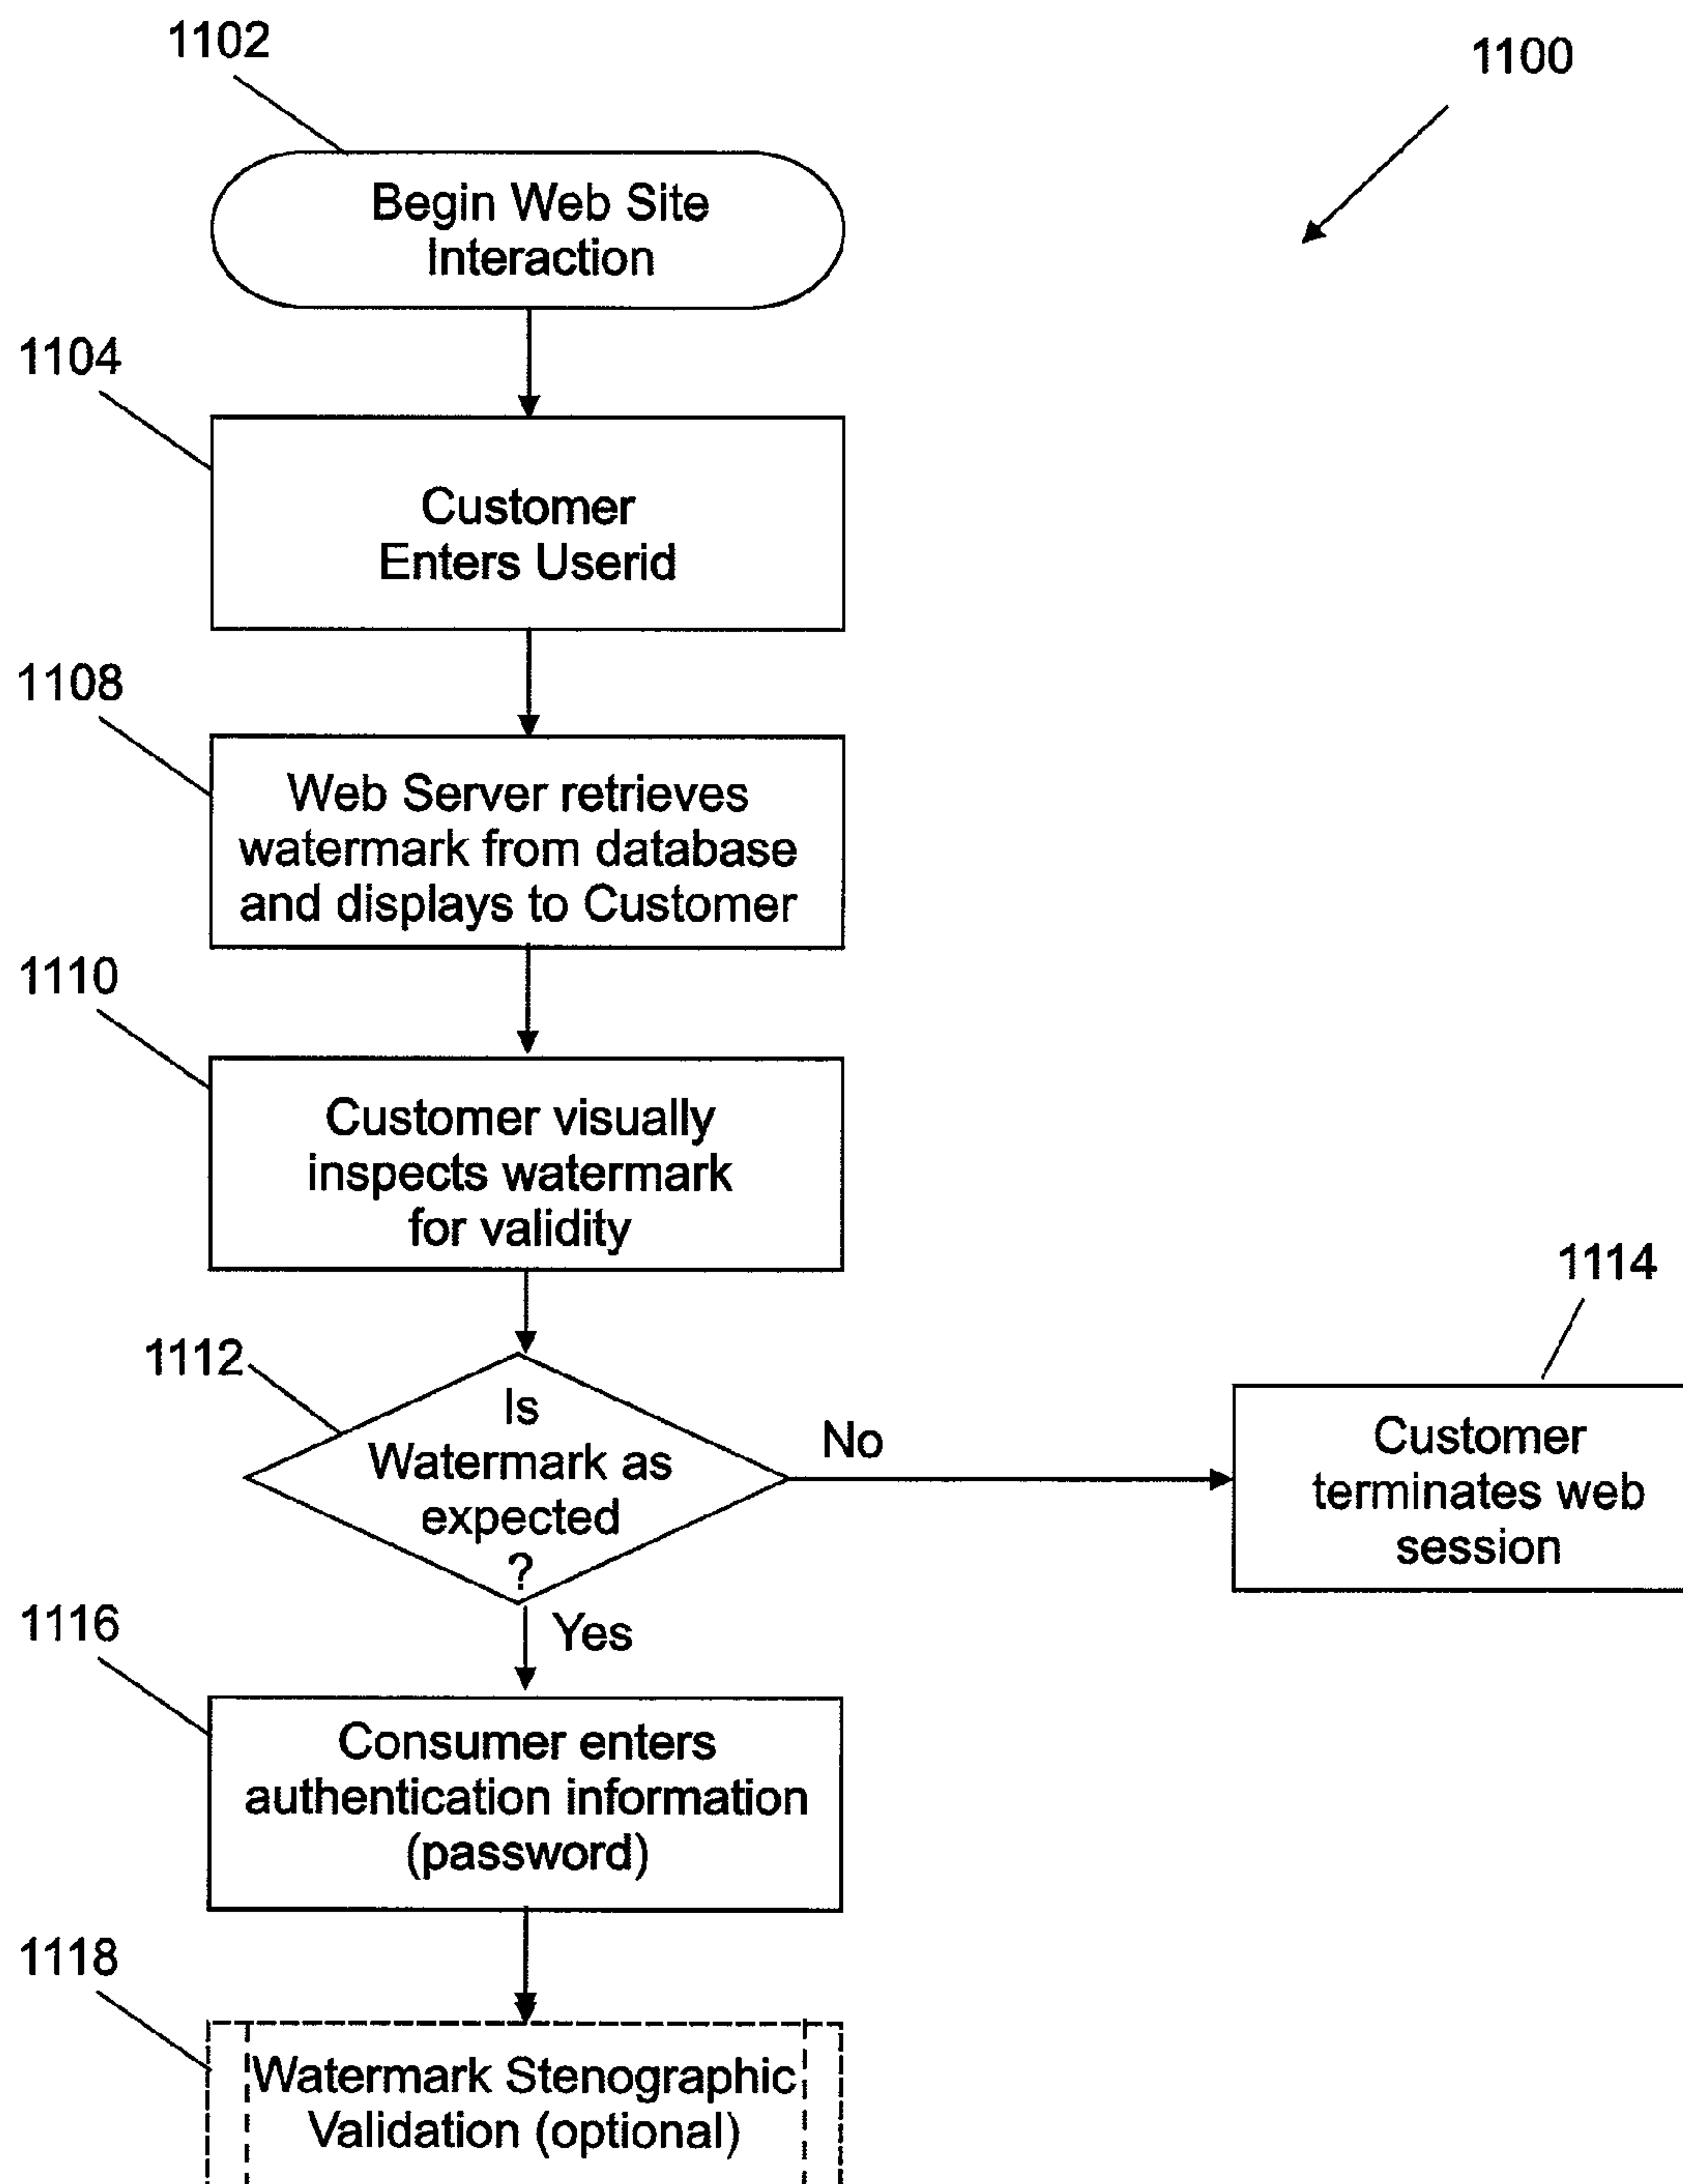 1102
1100
Begin Web Site
Interaction
1104
Customer
Enters Userid
1108
Web Server retrieves
watermark from database
and displays to Customer
1110
Customer visually
inspects watermark
for validity
1114
1112
Is
Watermark as
expected
?
No
Customer
terminates web
session
Yes
1116
Consumer enters
authentication information
(password)
1118
Watermark Stenographic
Validation (optional)